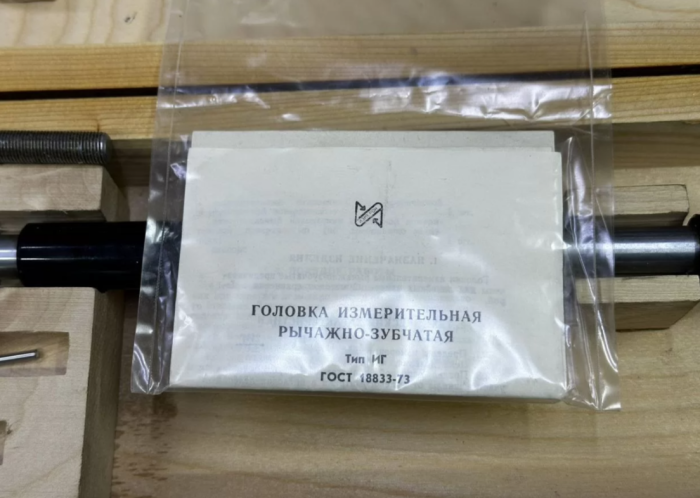 ГОЛОВКА ИЗМЕРИТЕЛЬНАЯ
РЫЧАЖНО-ЗУБЧАТАЯ
Тип ИГ
ГОСТ 18833-73